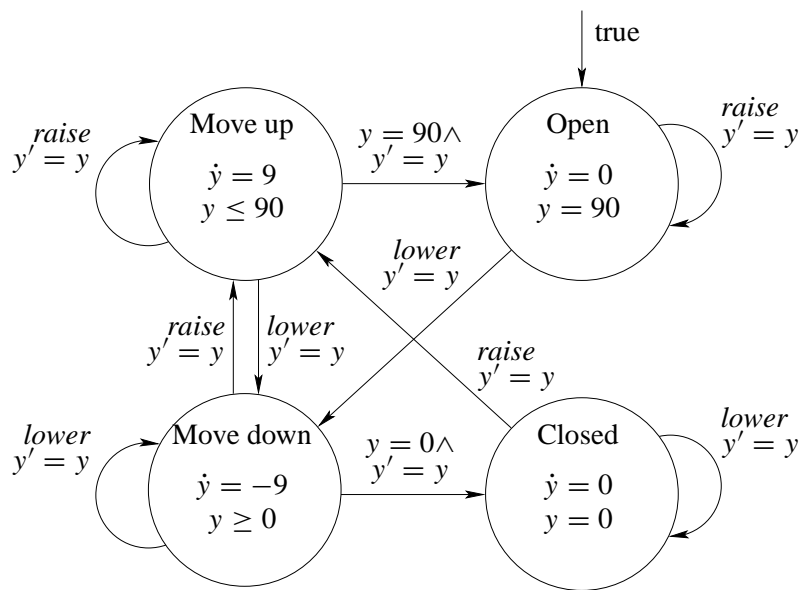 true
raise
y′ = y
Move up
ẏ = 9
y ≤ 90
y = 90∧
y′ = y
Open
ẏ = 0
y = 90
raise
y′ = y
lower
y′ = y
raise
y′ = y
lower
y′ = y
raise
y′ = y
lower
y′ = y
Move down
ẏ = −9
y ≥ 0
y = 0∧
y′ = y
Closed
ẏ = 0
y = 0
lower
y′ = y